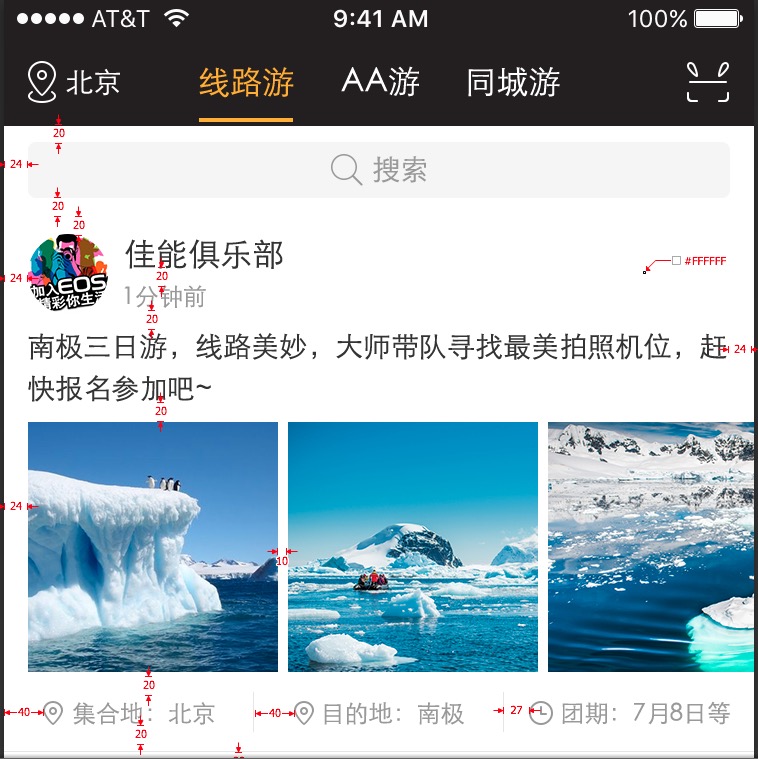 AT&T 9:41 AM 100%
北京 线路游 AA游 同城游
20
24
搜索
20
20
佳能俱乐部
#FFFFFF
加入EOS
24
20
精彩你生活
1分钟前
20
南极三日游，线路美妙，大师带队寻找最美拍照机位，赶
24
快报名参加吧~
20
24
10
20
40 集合地：北京 40 目的地：南极 27 团期：7月8日等
20
20